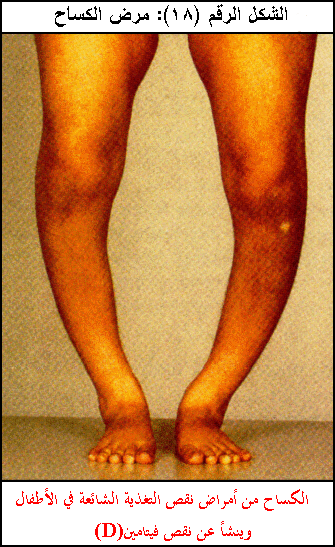 الشكل الرقم (١٨): مرض الكساح
الكساح من أمراض نقص التغذية الشائعة في الأطفال
وينشأ عن نقص فيتامين(D)